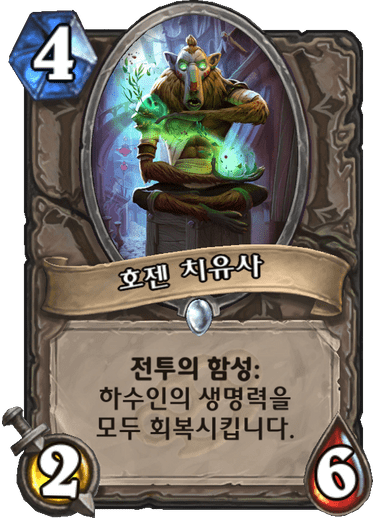 4
호젠 치유사
전투의 함성:
하수인의 생명력을
모두 회복시킵니다.
2
6